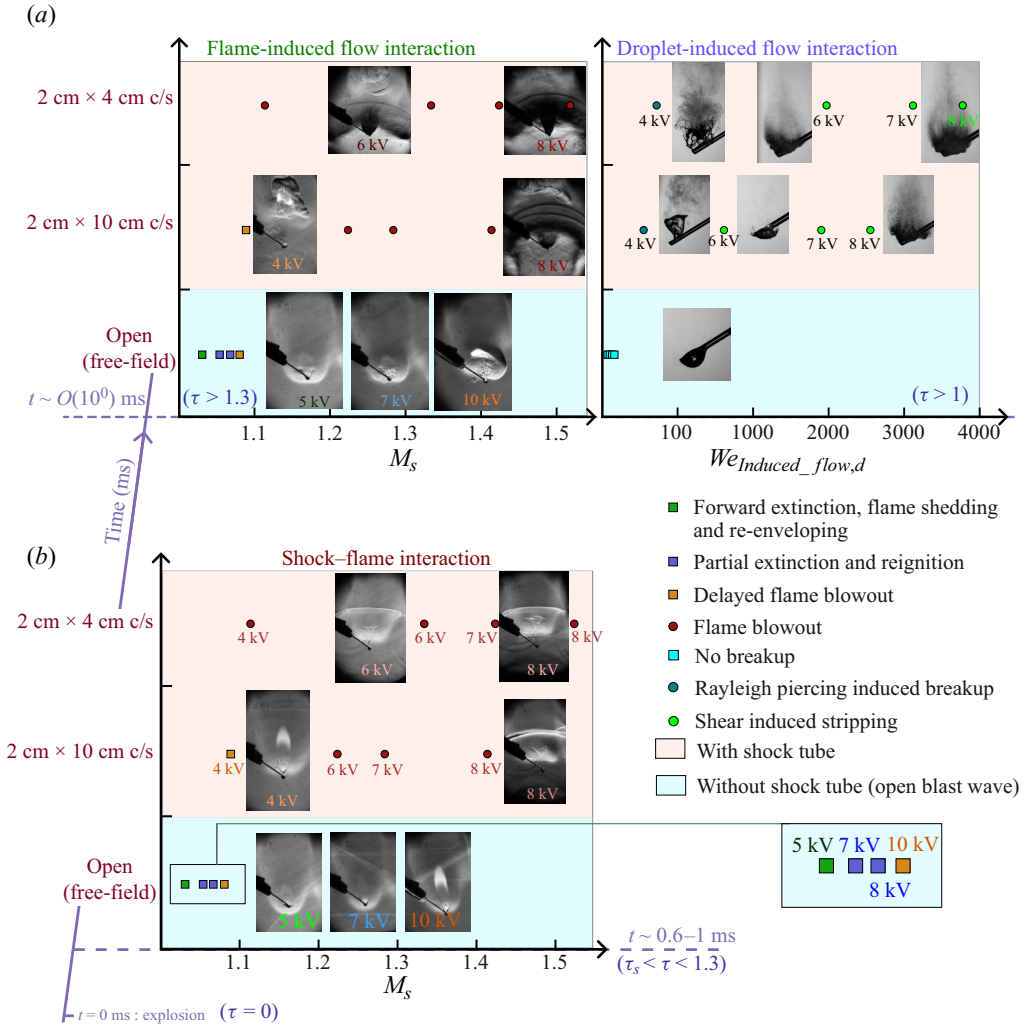 (a)
Flame-induced flow interaction
Droplet-induced flow interaction
2 cm × 4 cm c/s
6 kV
8 kV
4 kV
6 kV
7 kV
8 kV
2 cm × 10 cm c/s
4 kV
8 kV
4 kV
6 kV
7 kV
8 kV
Open
(free-field)
5 kV
7 kV
10 kV
(τ > 1.3)
(τ > 1)
t ~ O(10⁰) ms
1.1
1.2
1.3
1.4
1.5
M_s
100
1000
2000
3000
4000
We_{Induced_flow,d}
Time (ms)
Forward extinction, flame shedding
and re-enveloping
Partial extinction and reignition
Delayed flame blowout
Flame blowout
No breakup
Rayleigh piercing induced breakup
Shear induced stripping
With shock tube
Without shock tube (open blast wave)
(b)
Shock–flame interaction
2 cm × 4 cm c/s
4 kV
6 kV
6 kV
7 kV
8 kV
8 kV
2 cm × 10 cm c/s
4 kV
4 kV
6 kV
7 kV
8 kV
8 kV
Open
(free-field)
5 kV
7 kV
10 kV
5 kV
7 kV
10 kV
8 kV
1.1
1.2
1.3
1.4
1.5
M_s
t ~ 0.6–1 ms
(τ_s < τ < 1.3)
t = 0 ms : explosion
(τ = 0)